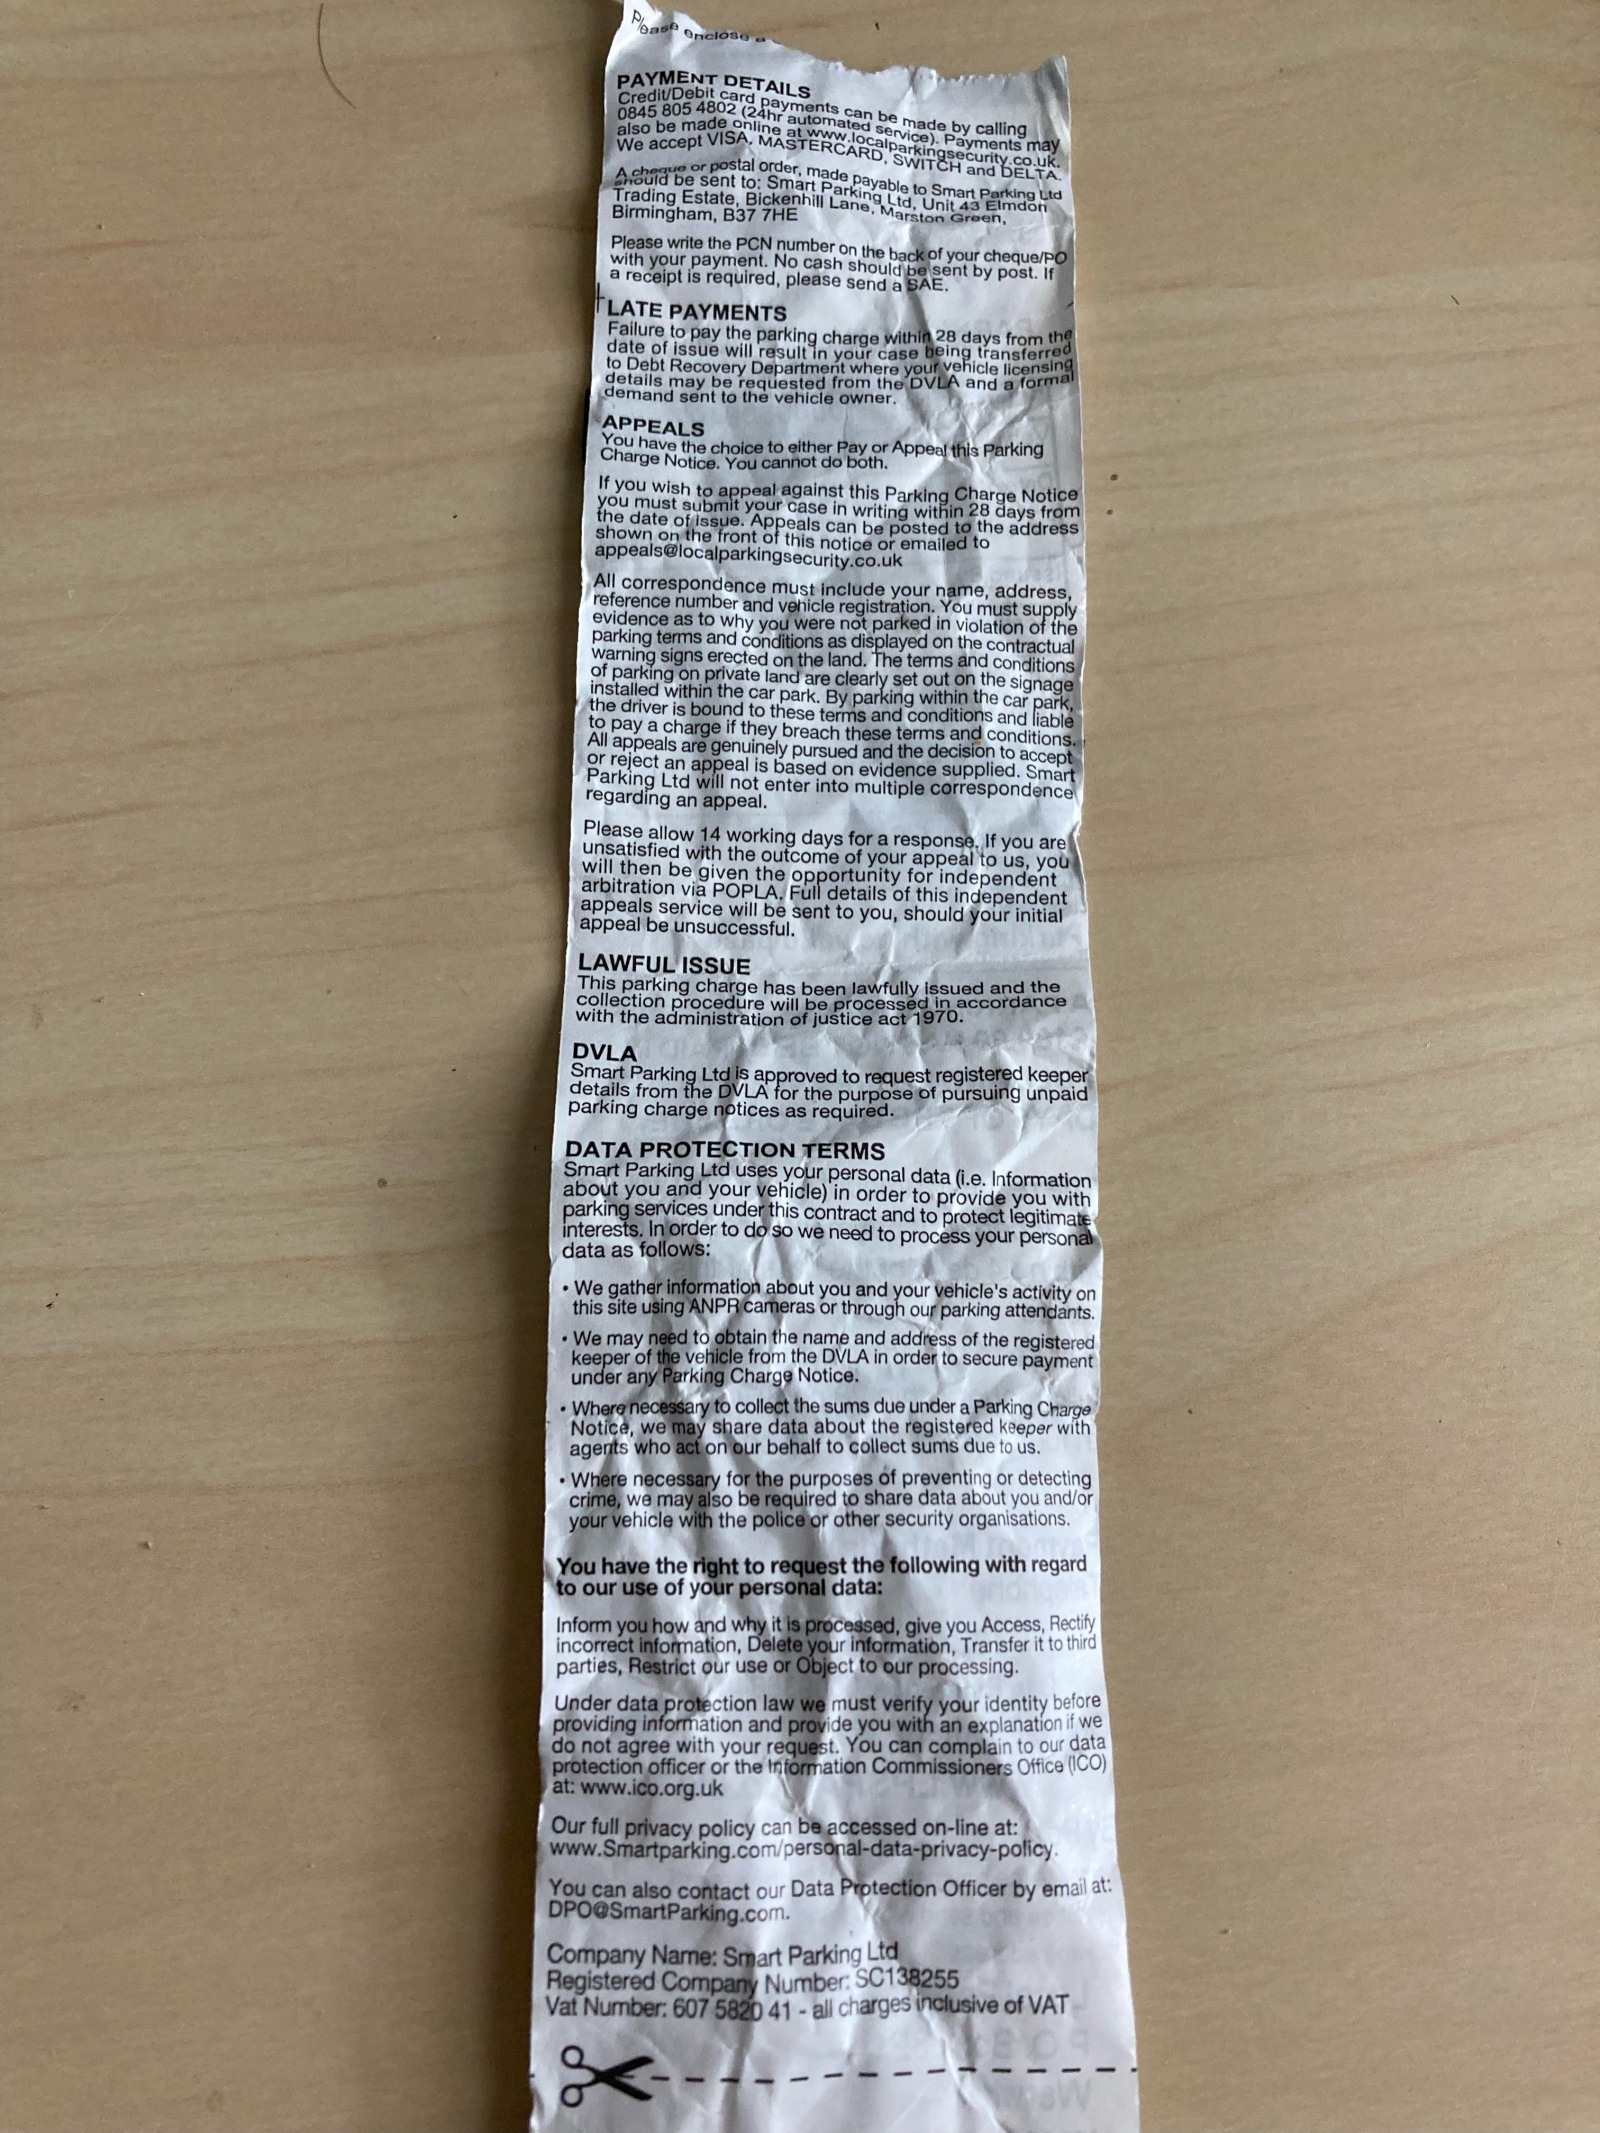 Please enclose a
PAYMENT DETAILS
Credit/Debit card payments can be made by calling
0845 805 4802 (24hr automated service). Payments may
also be made online at www.localparkingsecurity.co.uk.
We accept VISA, MASTERCARD, SWITCH and DELTA.
A cheque or postal order, made payable to Smart Parking Ltd
should be sent to: Smart Parking Ltd, Unit 43 Elmdon
Trading Estate, Bickenhill Lane, Marston Green,
Birmingham, B37 7HE
Please write the PCN number on the back of your cheque/PO
with your payment. No cash should be sent by post. If
a receipt is required, please send a SAE.
LATE PAYMENTS
Failure to pay the parking charge within 28 days from the
date of issue will result in your case being transferred
to Debt Recovery Department where your vehicle licensing
details may be requested from the DVLA and a formal
demand sent to the vehicle owner.
APPEALS
You have the choice to either Pay or Appeal this Parking
Charge Notice. You cannot do both.
If you wish to appeal against this Parking Charge Notice
you must submit your case in writing within 28 days from
the date of issue. Appeals can be posted to the address
shown on the front of this notice or emailed to
appeals@localparkingsecurity.co.uk
All correspondence must include your name, address,
reference number and vehicle registration. You must supply
evidence as to why you were not parked in violation of the
parking terms and conditions as displayed on the contractual
warning signs erected on the land. The terms and conditions
of parking on private land are clearly set out on the signage
installed within the car park. By parking within the car park,
the driver is bound to these terms and conditions and liable
to pay a charge if they breach these terms and conditions.
All appeals are genuinely pursued and the decision to accept
or reject an appeal is based on evidence supplied. Smart
Parking Ltd will not enter into multiple correspondence
regarding an appeal.
Please allow 14 working days for a response. If you are
unsatisfied with the outcome of your appeal to us, you
will then be given the opportunity for independent
arbitration via POPLA. Full details of this independent
appeals service will be sent to you, should your initial
appeal be unsuccessful.
LAWFUL ISSUE
This parking charge has been lawfully issued and the
collection procedure will be processed in accordance
with the administration of justice act 1970.
DVLA
Smart Parking Ltd is approved to request registered keeper
details from the DVLA for the purpose of pursuing unpaid
parking charge notices as required.
DATA PROTECTION TERMS
Smart Parking Ltd uses your personal data (i.e. Information
about you and your vehicle) in order to provide you with
parking services under this contract and to protect legitimate
interests. In order to do so we need to process your personal
data as follows:
• We gather information about you and your vehicle's activity on
this site using ANPR cameras or through our parking attendants.
• We may need to obtain the name and address of the registered
keeper of the vehicle from the DVLA in order to secure payment
under any Parking Charge Notice.
• Where necessary to collect the sums due under a Parking Charge
Notice, we may share data about the registered keeper with
agents who act on our behalf to collect sums due to us.
• Where necessary for the purposes of preventing or detecting
crime, we may also be required to share data about you and/or
your vehicle with the police or other security organisations.
You have the right to request the following with regard
to our use of your personal data:
Inform you how and why it is processed, give you Access, Rectify
incorrect information, Delete your information, Transfer it to third
parties, Restrict our use or Object to our processing.
Under data protection law we must verify your identity before
providing information and provide you with an explanation if we
do not agree with your request. You can complain to our data
protection officer or the Information Commissioners Office (ICO)
at: www.ico.org.uk
Our full privacy policy can be accessed on-line at:
www.Smartparking.com/personal-data-privacy-policy.
You can also contact our Data Protection Officer by email at:
DPO@SmartParking.com.
Company Name: Smart Parking Ltd
Registered Company Number: SC138255
Vat Number: 607 5820 41 - all charges inclusive of VAT